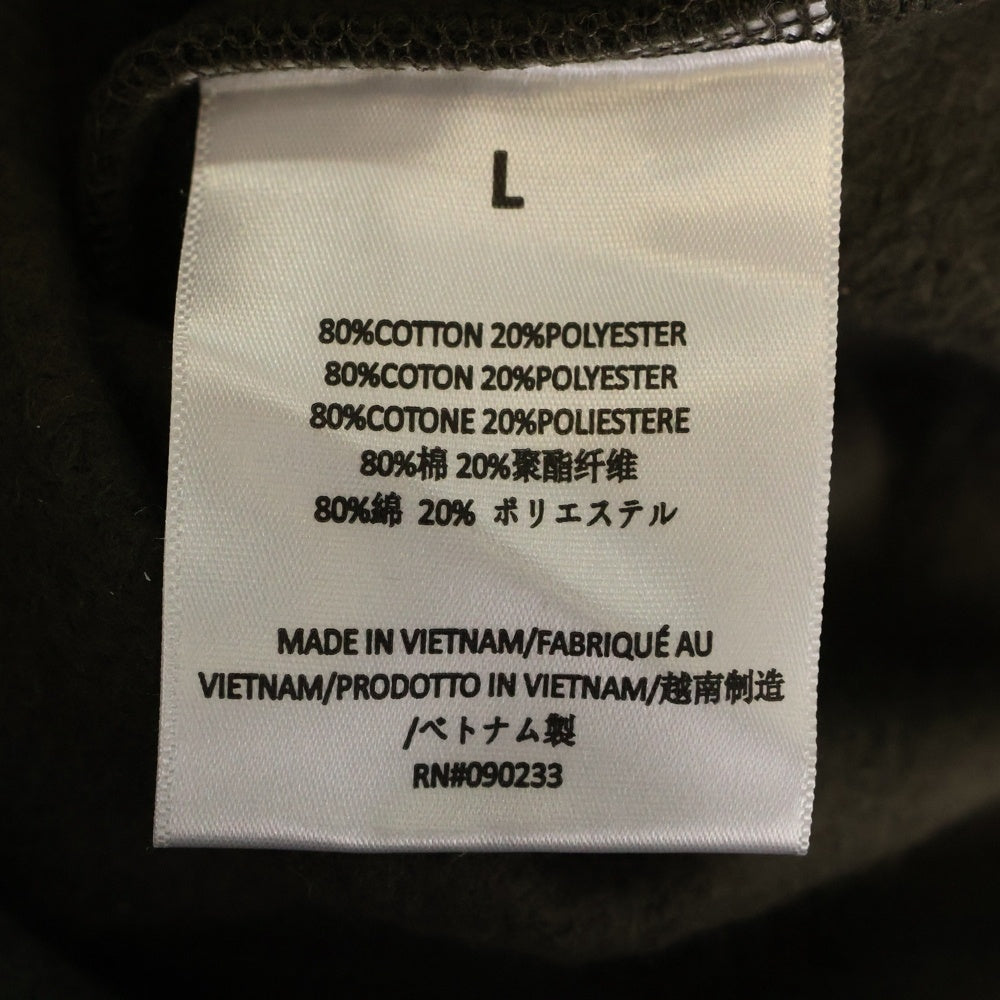 L
80%COTTON 20%POLYESTER
80%COTON 20%POLYESTER
80%COTONE 20%POLIESTERE
80%棉 20%聚酯纤维
80%綿 20% ポリエステル
MADE IN VIETNAM/FABRIQUÉ AU
VIETNAM/PRODOTTO IN VIETNAM/越南制造
/ベトナム製
RN#090233